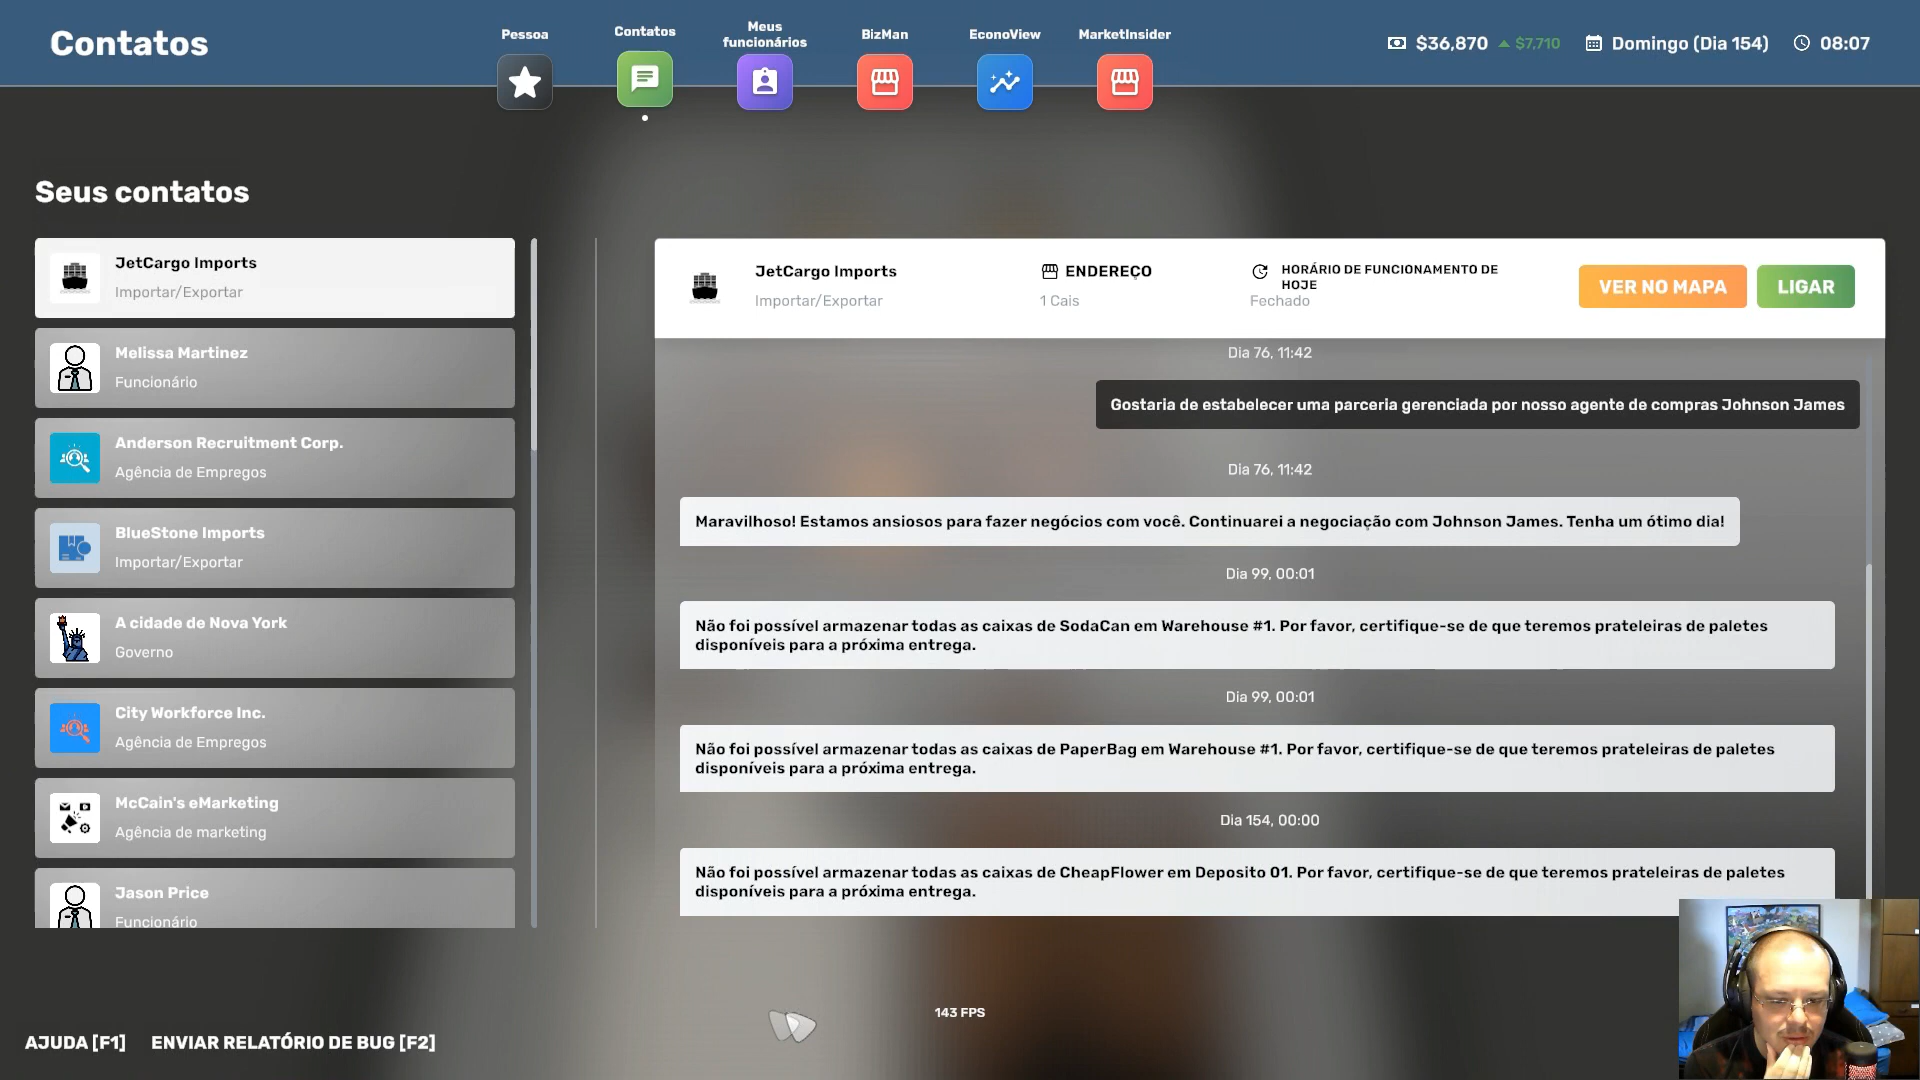 Contatos
Pessoa
Contatos
Meus
funcionários
BizMan
EconoView
MarketInsider
$36,870
$7,710
Domingo (Dia 154)
08:07
Seus contatos
JetCargo Imports
Importar/Exportar
Melissa Martinez
Funcionário
Anderson Recruitment Corp.
Agência de Empregos
BlueStone Imports
Importar/Exportar
A cidade de Nova York
Governo
City Workforce Inc.
Agência de Empregos
McCain's eMarketing
Agência de marketing
Jason Price
Funcionário
JetCargo Imports
Importar/Exportar
ENDEREÇO
1 Cais
HORÁRIO DE FUNCIONAMENTO DE
HOJE
Fechado
VER NO MAPA
LIGAR
Dia 76, 11:42
Gostaria de estabelecer uma parceria gerenciada por nosso agente de compras Johnson James
Dia 76, 11:42
Maravilhoso! Estamos ansiosos para fazer negócios com você. Continuarei a negociação com Johnson James. Tenha um ótimo dia!
Dia 99, 00:01
Não foi possível armazenar todas as caixas de SodaCan em Warehouse #1. Por favor, certifique-se de que teremos prateleiras de paletes
disponíveis para a próxima entrega.
Dia 99, 00:01
Não foi possível armazenar todas as caixas de PaperBag em Warehouse #1. Por favor, certifique-se de que teremos prateleiras de paletes
disponíveis para a próxima entrega.
Dia 154, 00:00
Não foi possível armazenar todas as caixas de CheapFlower em Deposito 01. Por favor, certifique-se de que teremos prateleiras de paletes
disponíveis para a próxima entrega.
143 FPS
AJUDA [F1]
ENVIAR RELATÓRIO DE BUG [F2]